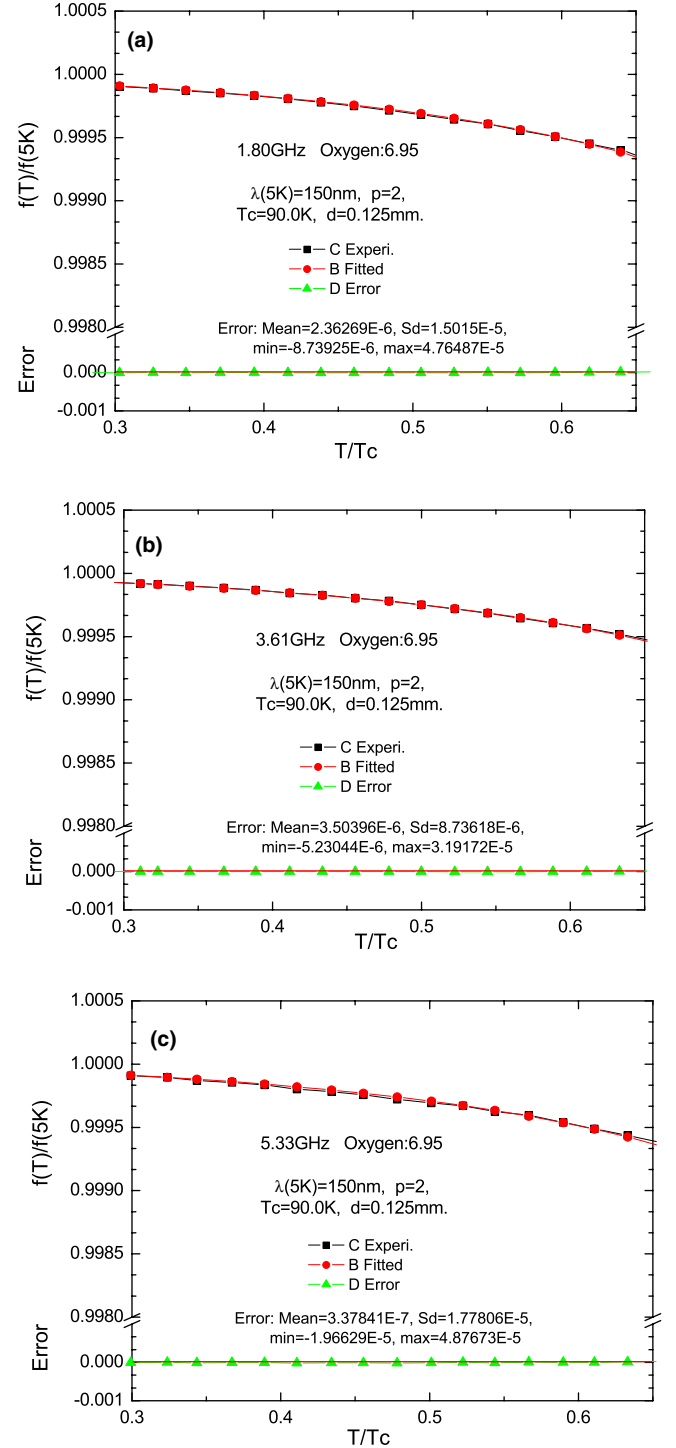 (a)
1.0005
1.0000
0.9995
0.9990
0.9985
0.9980
0.000
-0.001
f(T)/f(5K)
Error
1.80GHz Oxygen:6.95
λ(5K)=150nm, p=2,
Tc=90.0K, d=0.125mm.
C Experi.
B Fitted
D Error
Error: Mean=2.36269E-6, Sd=1.5015E-5,
min=-8.73925E-6, max=4.76487E-5
0.3 0.4 0.5 0.6
T/Tc
(b)
1.0005
1.0000
0.9995
0.9990
0.9985
0.9980
0.000
-0.001
f(T)/f(5K)
Error
3.61GHz Oxygen:6.95
λ(5K)=150nm, p=2,
Tc=90.0K, d=0.125mm.
C Experi.
B Fitted
D Error
Error: Mean=3.50396E-6, Sd=8.73618E-6,
min=-5.23044E-6, max=3.19172E-5
0.3 0.4 0.5 0.6
T/Tc
(c)
1.0005
1.0000
0.9995
0.9990
0.9985
0.9980
0.000
-0.001
f(T)/f(5K)
Error
5.33GHz Oxygen:6.95
λ(5K)=150nm, p=2,
Tc=90.0K, d=0.125mm.
C Experi.
B Fitted
D Error
Error: Mean=3.37841E-7, Sd=1.77806E-5,
min=-1.96629E-5, max=4.87673E-5
0.3 0.4 0.5 0.6
T/Tc